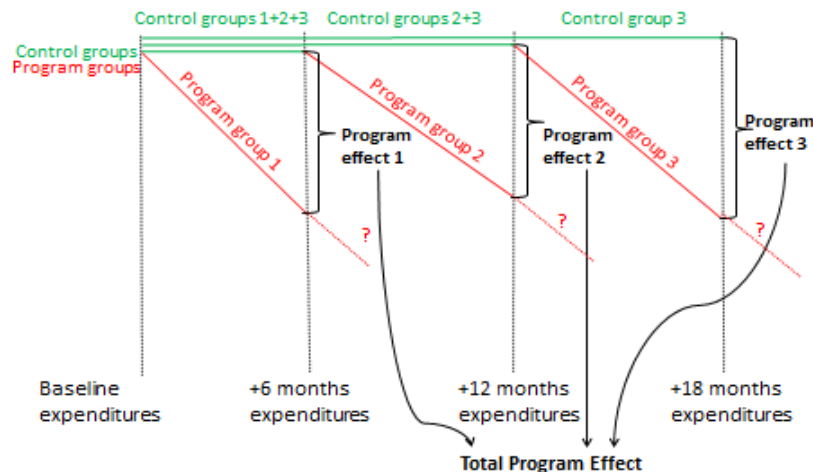 Control groups 1+2+3
Control groups 2+3
Control group 3
Control groups
Program groups
Program group 1
Program effect 1
Program group 2
Program effect 2
Program group 3
Program effect 3
?
?
?
Baseline
expenditures
+6 months
expenditures
+12 months
expenditures
+18 months
expenditures
Total Program Effect